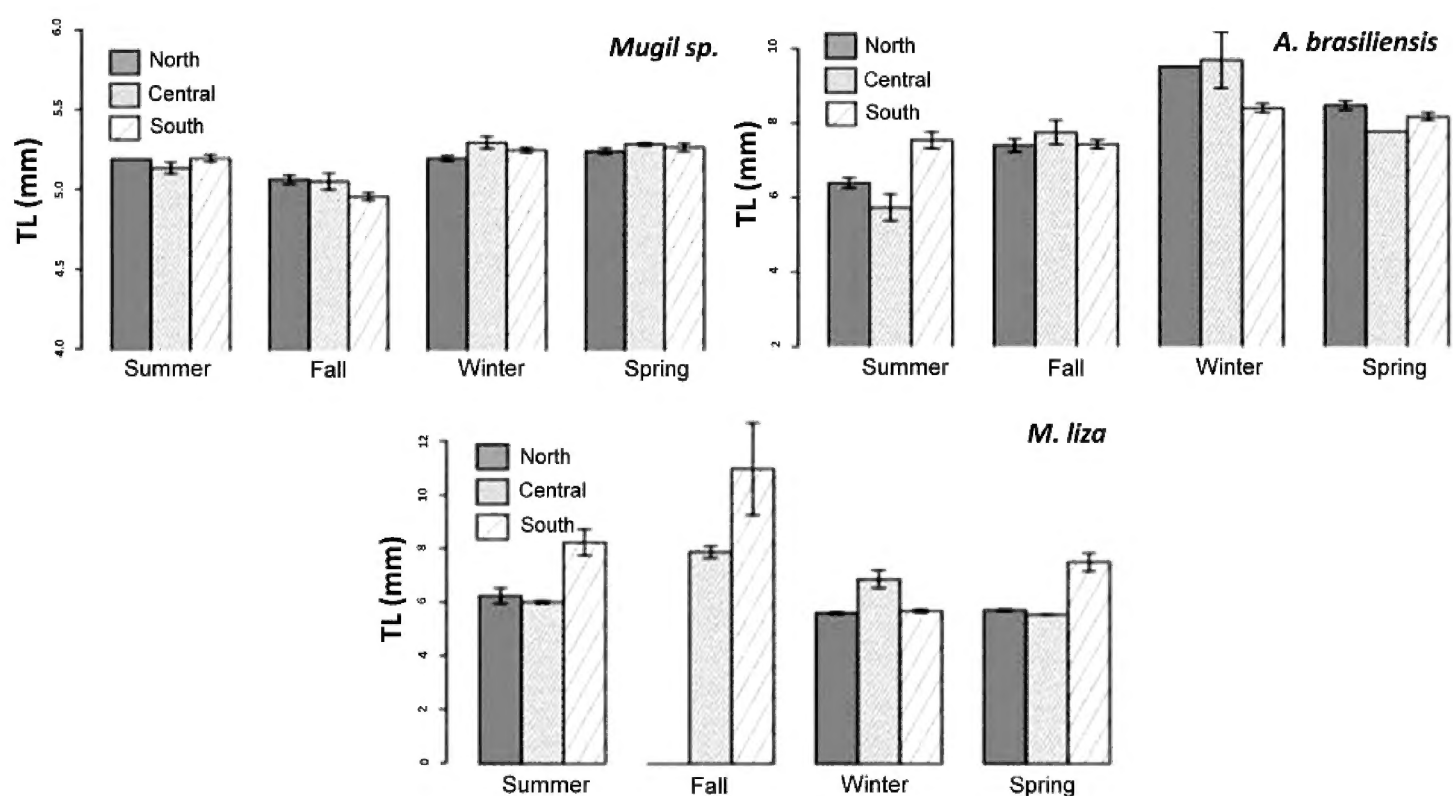 Mugil sp.
North
Central
South
TL (mm)
6.0
5.5
5.0
4.5
4.0
Summer Fall Winter Spring
A. brasiliensis
North
Central
South
TL (mm)
10
8
6
4
2
Summer Fall Winter Spring
M. liza
North
Central
South
TL (mm)
12
10
8
6
4
2
0
Summer Fall Winter Spring